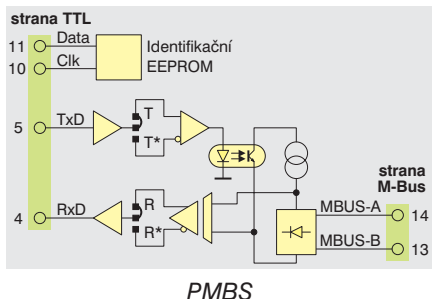 strana TTL
11 Data
10 Clk
Identifikační
EEPROM
5 TxD
T
T*
4 RxD
R
R*
strana
M-Bus
MBUS-A 14
MBUS-B 13
PMBS